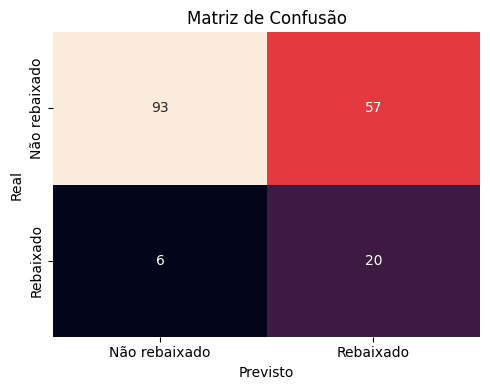 Matriz de Confusão
Real
Não rebaixado
93
57
Rebaixado
6
20
Não rebaixado
Rebaixado
Previsto